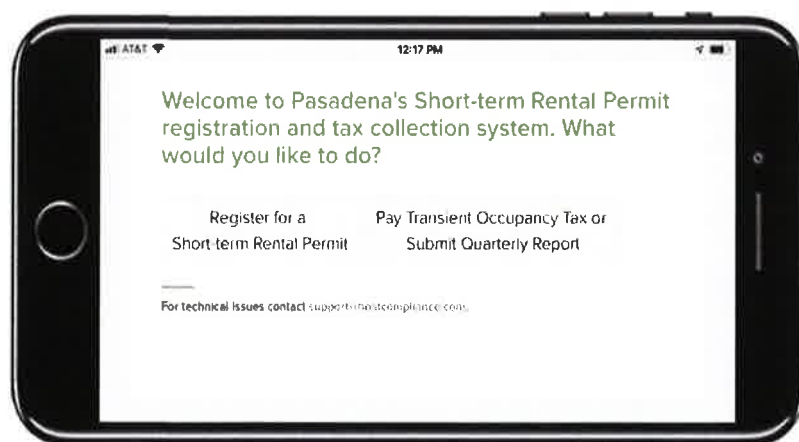 AT&T
12:17 PM
Welcome to Pasadena's Short-term Rental Permit
registration and tax collection system. What
would you like to do?
Register for a
Short-term Rental Permit
Pay Transient Occupancy Tax or
Submit Quarterly Report
For technical issues contact